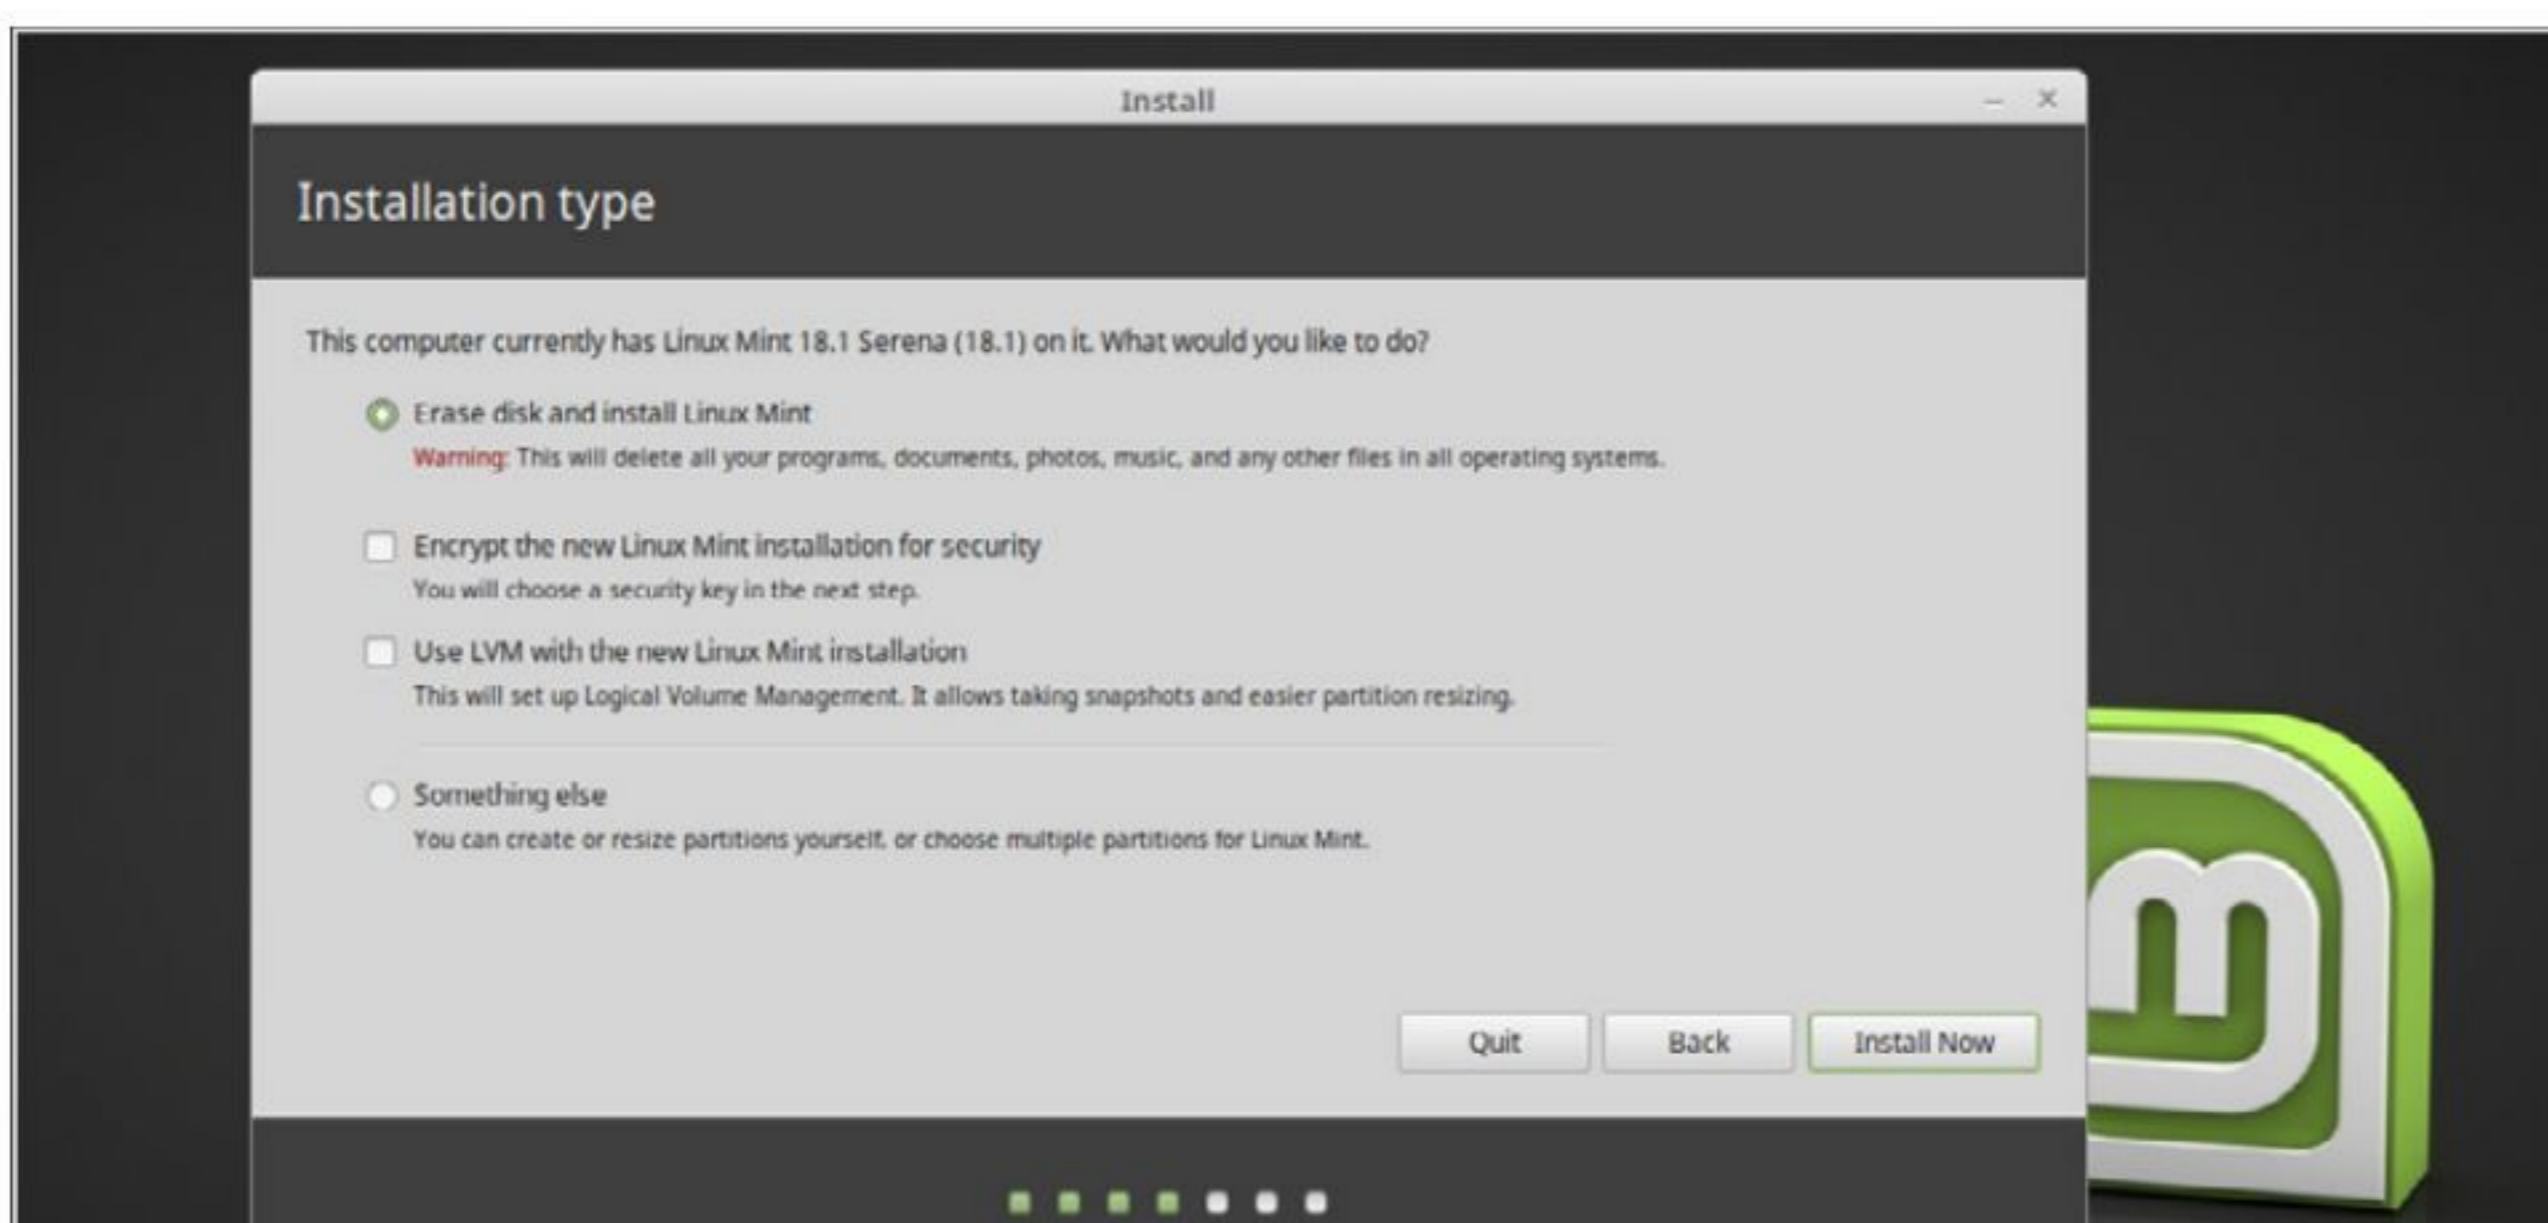 Install
Installation type
This computer currently has Linux Mint 18.1 Serena (18.1) on it. What would you like to do?
Erase disk and install Linux Mint
Warning: This will delete all your programs, documents, photos, music, and any other files in all operating systems.
Encrypt the new Linux Mint installation for security
You will choose a security key in the next step.
Use LVM with the new Linux Mint installation
This will set up Logical Volume Management. It allows taking snapshots and easier partition resizing.
Something else
You can create or resize partitions yourself, or choose multiple partitions for Linux Mint.
Quit Back Install Now